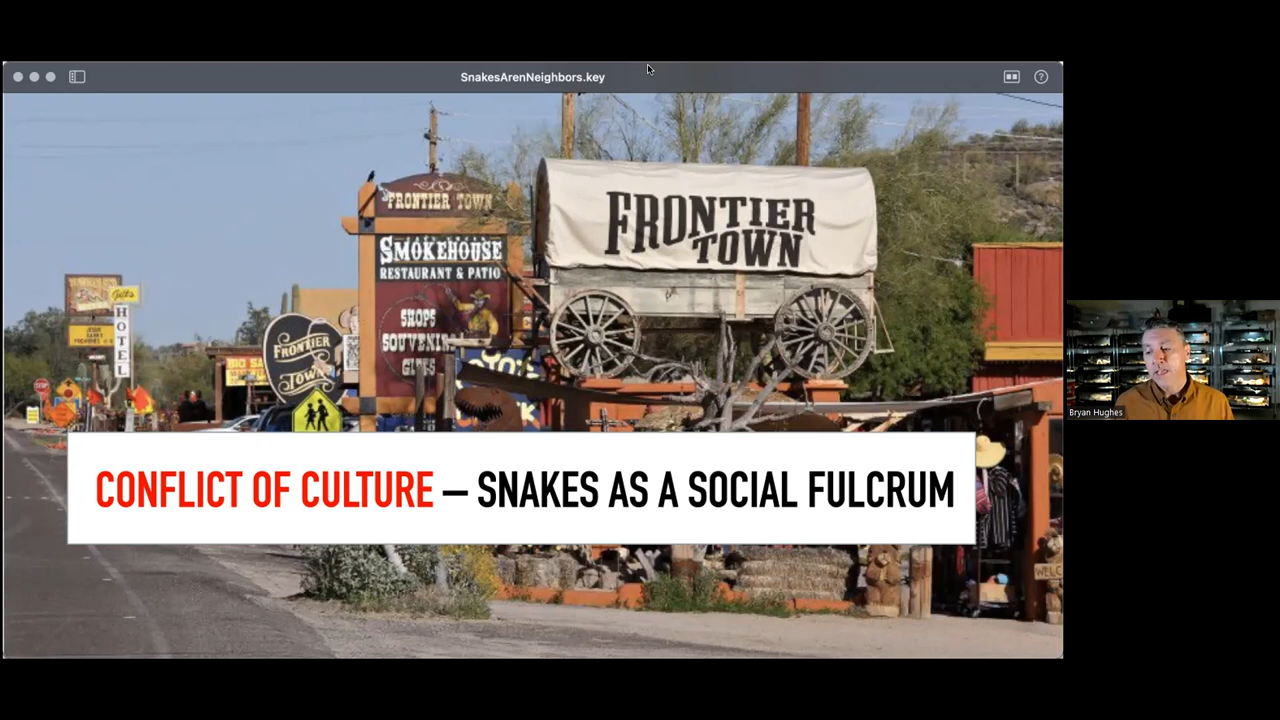 SnakesArenNeighbors.key
FRONTIER TOWN
SMOKEHOUSE
RESTAURANT & PATIO
SHOPS
FRONTIER
TOWN
Gifts
HOTEL
FRONTIER
TOWN
CONFLICT OF CULTURE – SNAKES AS A SOCIAL FULCRUM
STOP
Bryan Hughes